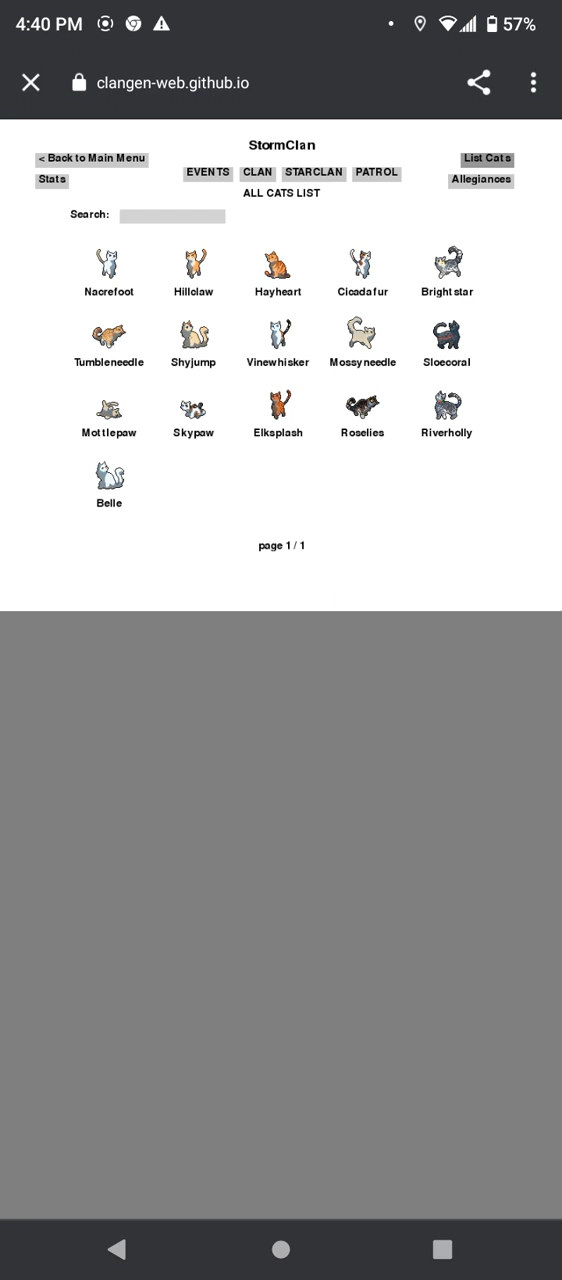 4:40 PM 57%
clangen-web.github.io
StormClan
< Back to Main Menu List Cats
EVENTS CLAN STARCLAN PATROL
Stats Allegiances
ALL CATS LIST
Search:
Nacrefoot Hillclaw Hayheart Cicadafur Brightstar
Tumbleneedle Shyjump Vinewhisker Mossyneedle Sloecoral
Mottlepaw Skypaw Elksplash Roselies Riverholly
Belle
page 1 / 1